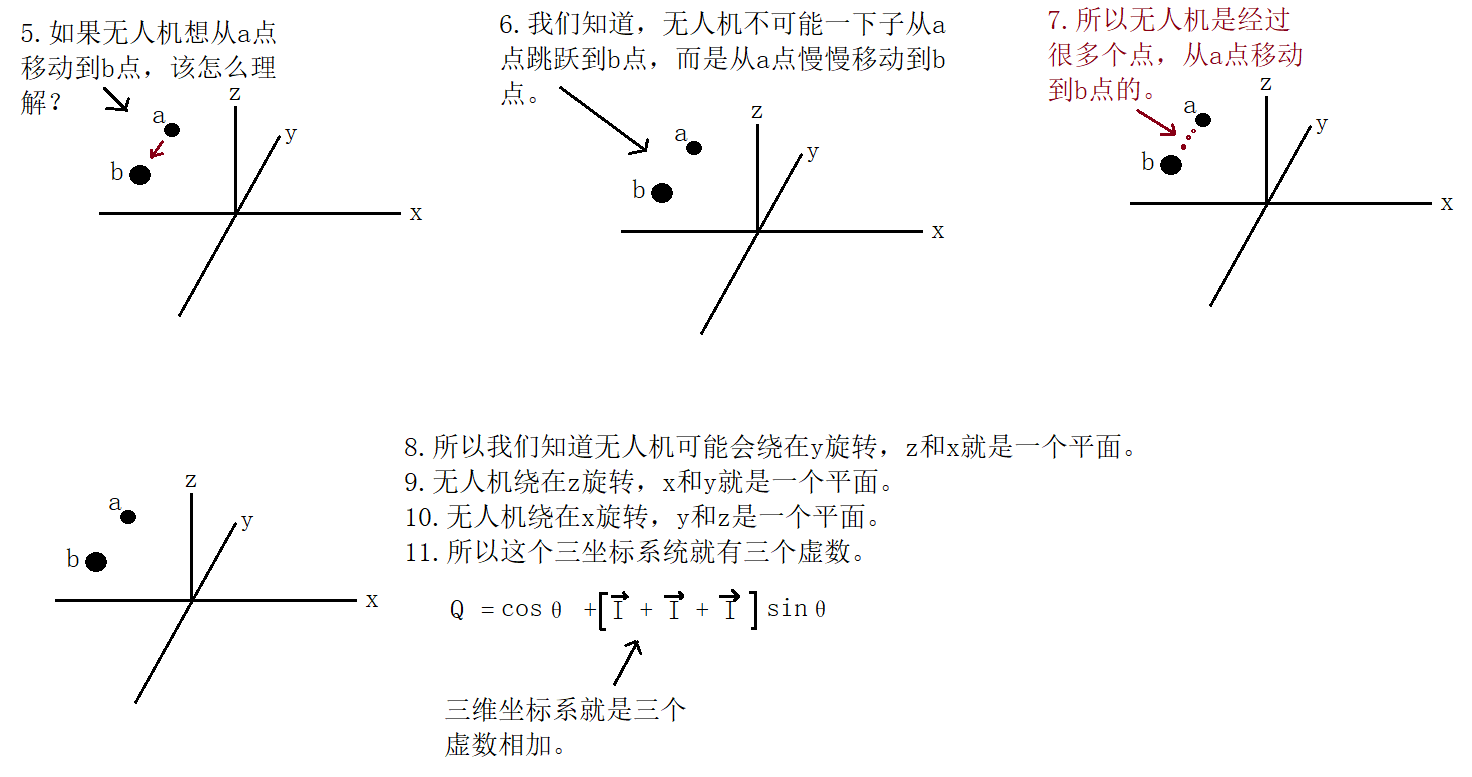 5.如果无人机想从a点
移动到b点，该怎么理
解？
z
y
a
b
x
6.我们知道，无人机不可能一下子从a
点跳跃到b点，而是从a点慢慢移动到b
点。
z
y
a
b
x
7.所以无人机是经过
很多个点，从a点移动
到b点的。
z
y
a
b
x
z
y
a
b
x
8.所以我们知道无人机可能会绕在y旋转，z和x就是一个平面。
9.无人机绕在z旋转，x和y就是一个平面。
10.无人机绕在x旋转，y和z是一个平面。
11.所以这个三坐标系统就有三个虚数。
Q =cosθ +[I⃗ + I⃗ + I⃗ ]sinθ
三维坐标系就是三个
虚数相加。